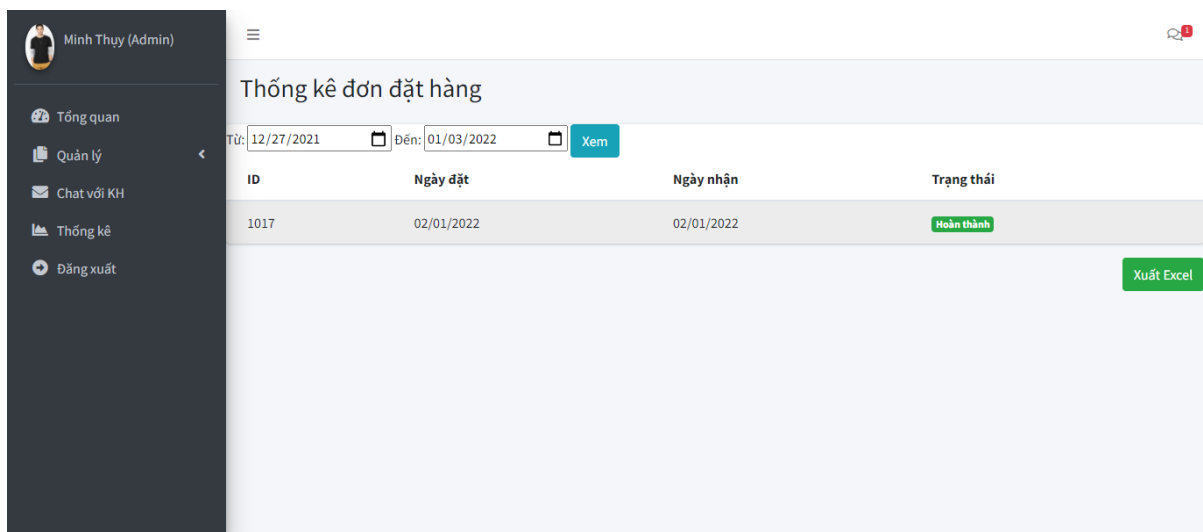 Minh Thụy (Admin)
Tổng quan
Quản lý
Chat với KH
Thống kê
Đăng xuất
1
Thống kê đơn đặt hàng
Từ: 12/27/2021 Đến: 01/03/2022 Xem
ID Ngày đặt Ngày nhận Trạng thái
1017 02/01/2022 02/01/2022 Hoàn thành
Xuất Excel